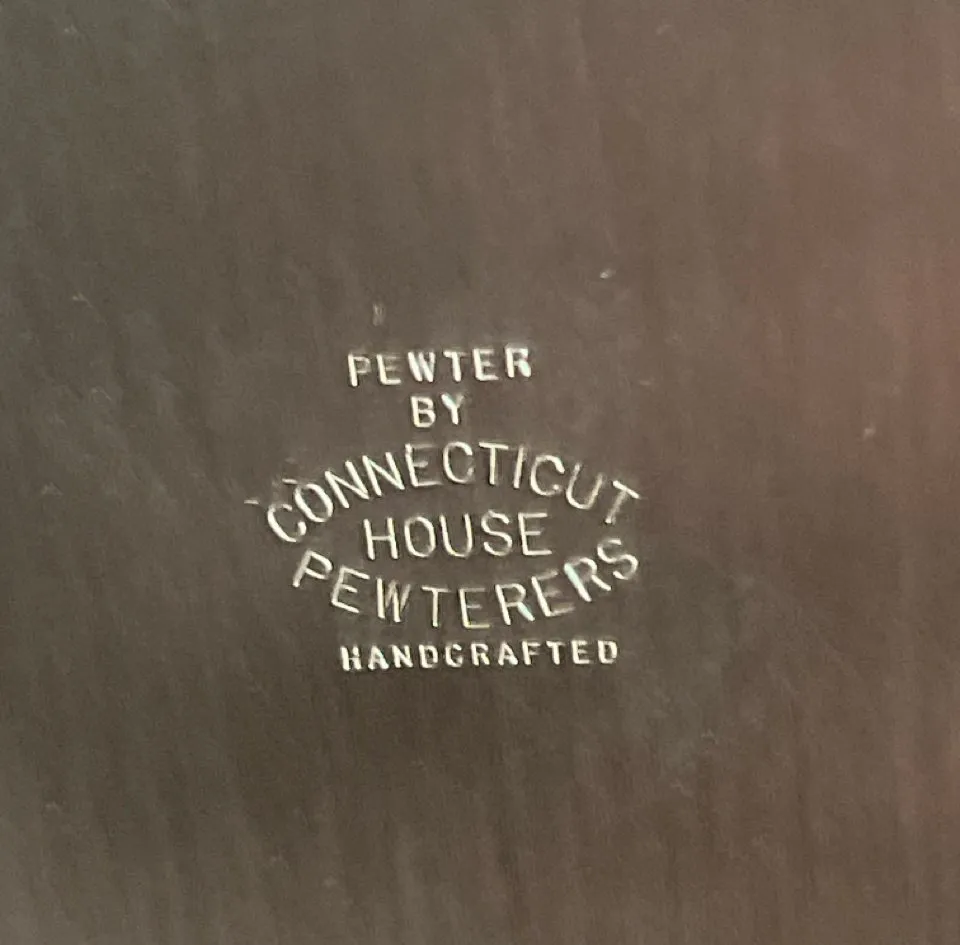 PEWTER
BY
CONNECTICUT
HOUSE
PEWTERERS
HANDCRAFTED